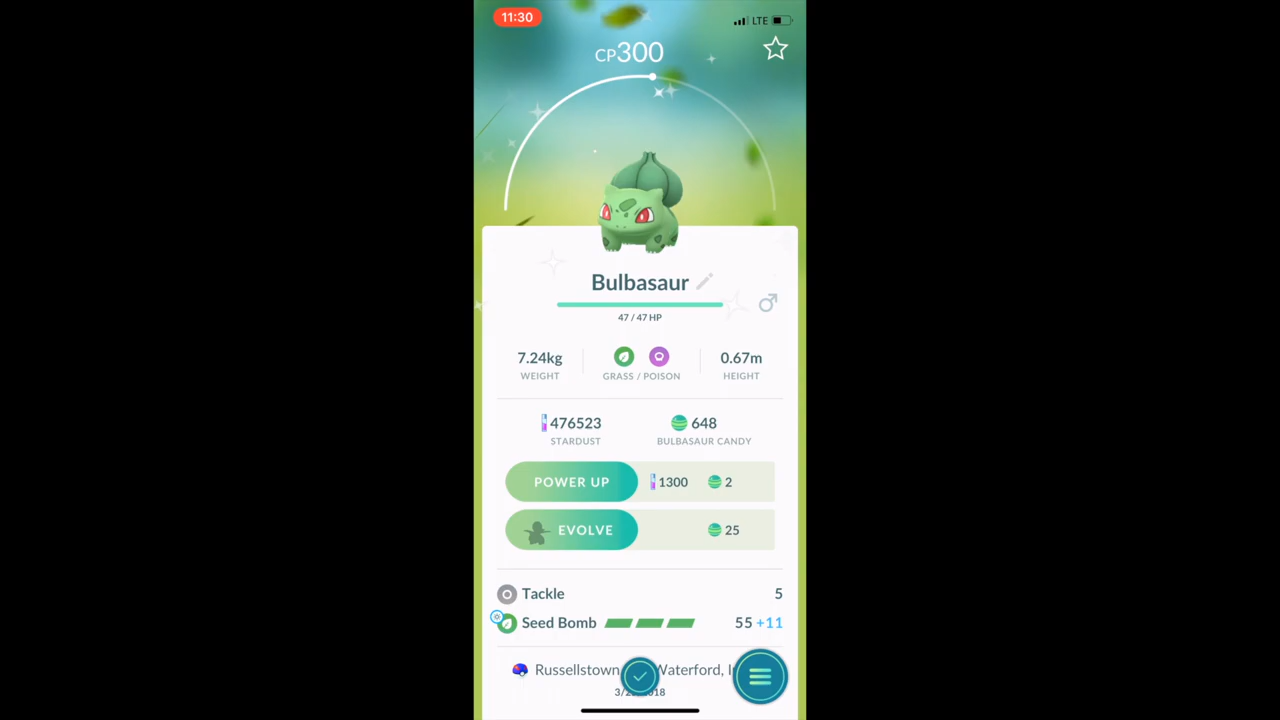 11:30
LTE
CP300
Bulbasaur
47 / 47 HP
7.24kg
WEIGHT
GRASS / POISON
0.67m
HEIGHT
476523
STARDUST
648
BULBASAUR CANDY
POWER UP 1300 2
EVOLVE 25
Tackle 5
Seed Bomb 55 +11
Russellstown Waterford,